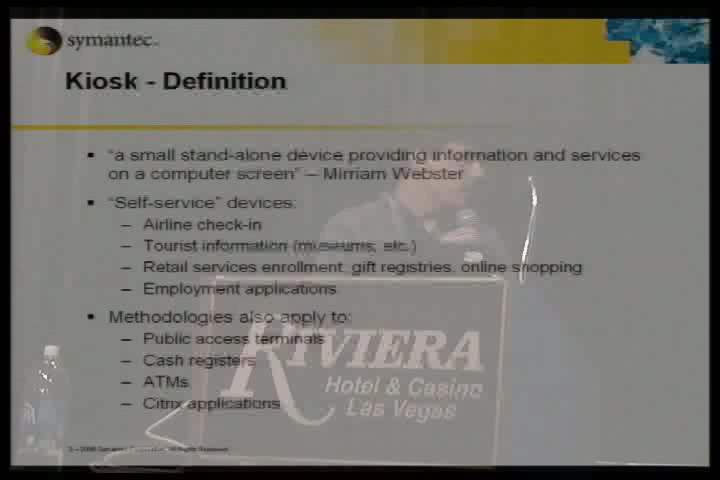 symantec.
Kiosk - Definition
▪ "a small stand-alone device providing information and services
on a computer screen" – Mirriam Webster
▪ "Self-service" devices:
– Airline check-in
– Tourist information (museums, etc.)
– Retail services enrollment, gift registries, online shopping
– Employment applications
▪ Methodologies also apply to:
– Public access terminals
– Cash registers
– ATMs
– Citrix applications
RIVIERA
Hotel & Casino
Las Vegas